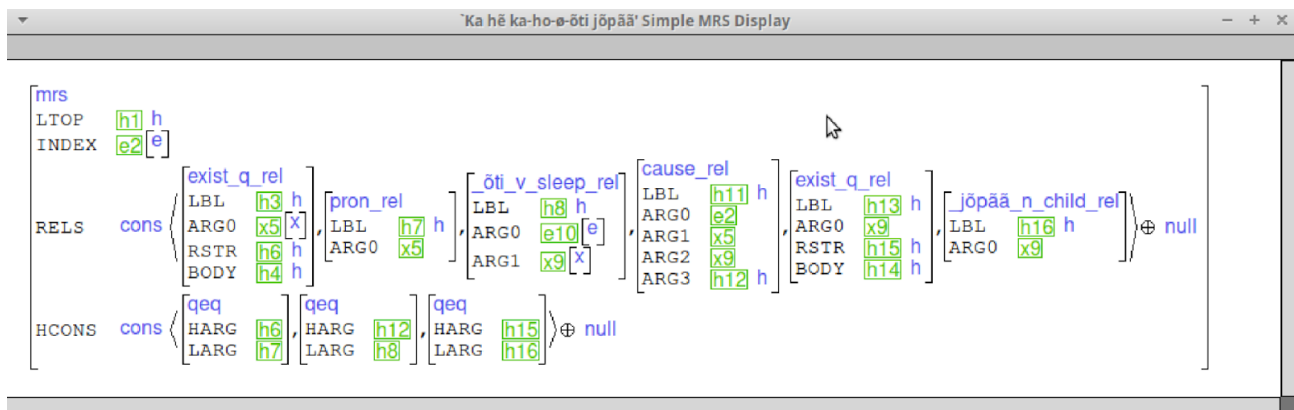 `Ka hẽ ka-ho-ø-õti jõpãã' Simple MRS Display
mrs
LTOP h1 h
INDEX e2 [e]
RELS cons ⟨ [exist_q_rel LBL h3 h ARG0 x5 [x] RSTR h6 h BODY h4 h], [pron_rel LBL h7 h ARG0 x5], [_õti_v_sleep_rel LBL h8 h ARG0 e10 [e] ARG1 x9 [x]], [cause_rel LBL h11 h ARG0 e2 ARG1 x5 ARG2 x9 ARG3 h12 h], [exist_q_rel LBL h13 h ARG0 x9 RSTR h15 h BODY h14 h], [_jõpãã_n_child_rel LBL h16 h ARG0 x9] ⟩ ⊕ null
HCONS cons ⟨ [qeq HARG h6 LARG h7], [qeq HARG h12 LARG h8], [qeq HARG h15 LARG h16] ⟩ ⊕ null